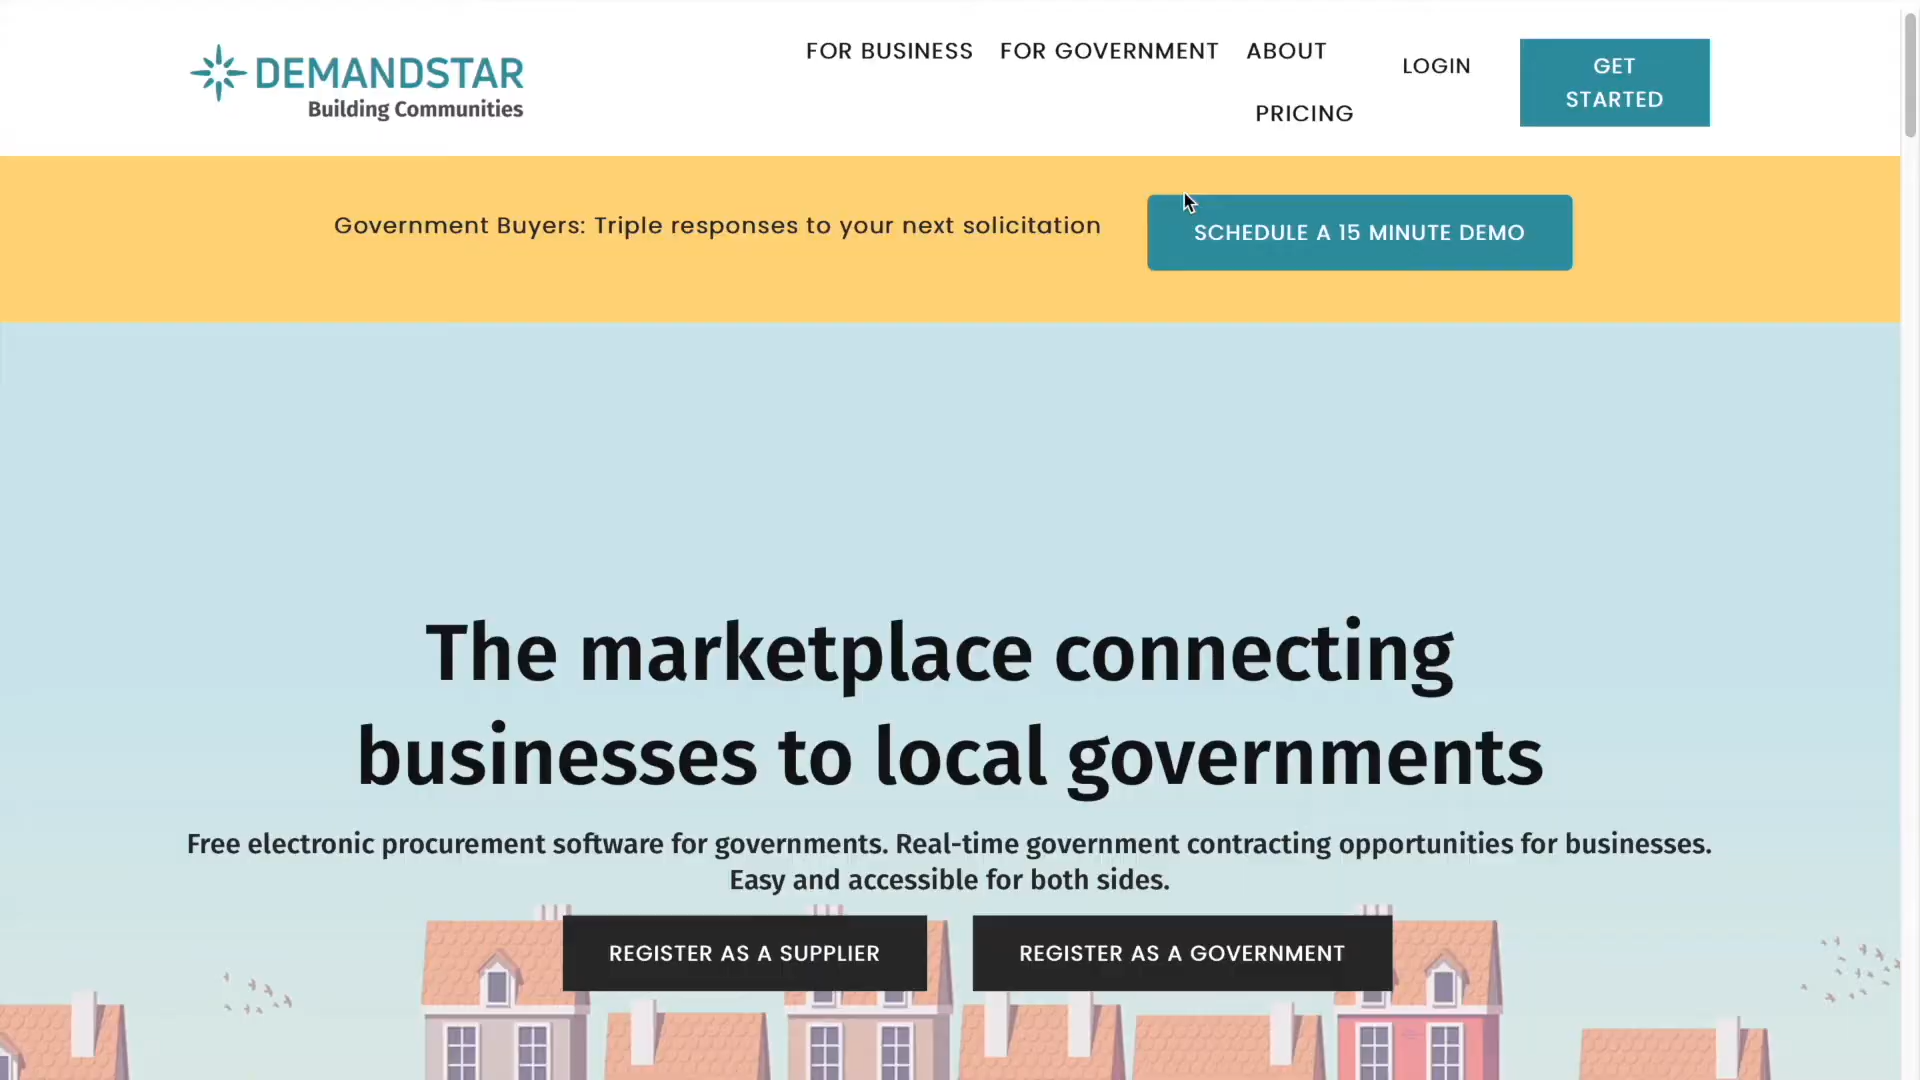 DEMANDSTAR
Building Communities
FOR BUSINESS
FOR GOVERNMENT
ABOUT
PRICING
LOGIN
GET
STARTED
Government Buyers: Triple responses to your next solicitation
SCHEDULE A 15 MINUTE DEMO
The marketplace connecting
businesses to local governments
Free electronic procurement software for governments. Real-time government contracting opportunities for businesses.
Easy and accessible for both sides.
REGISTER AS A SUPPLIER
REGISTER AS A GOVERNMENT